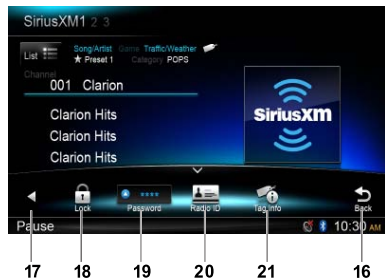 SiriusXM1 2 3
List Song/Artist Game Traffic/Weather
★ Preset 1 Category POPS
Channel
001 Clarion
Clarion Hits
Clarion Hits
Clarion Hits
SiriusXM
Lock Password Radio ID Tag Info Back
Pause 10:30 AM
17 18 19 20 21 16